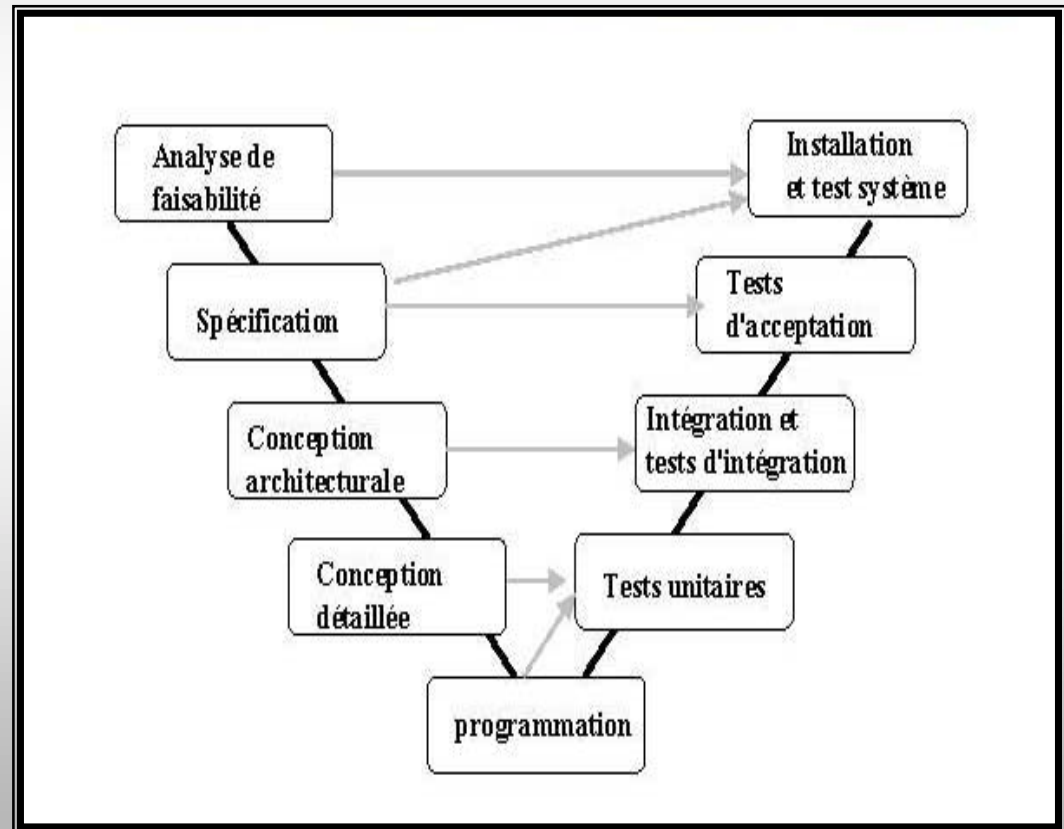 Analyse de
faisabilité
Installation
et test système
Spécification
Tests
d'acceptation
Conception
architecturale
Intégration et
tests d'intégration
Conception
détaillée
Tests unitaires
programmation